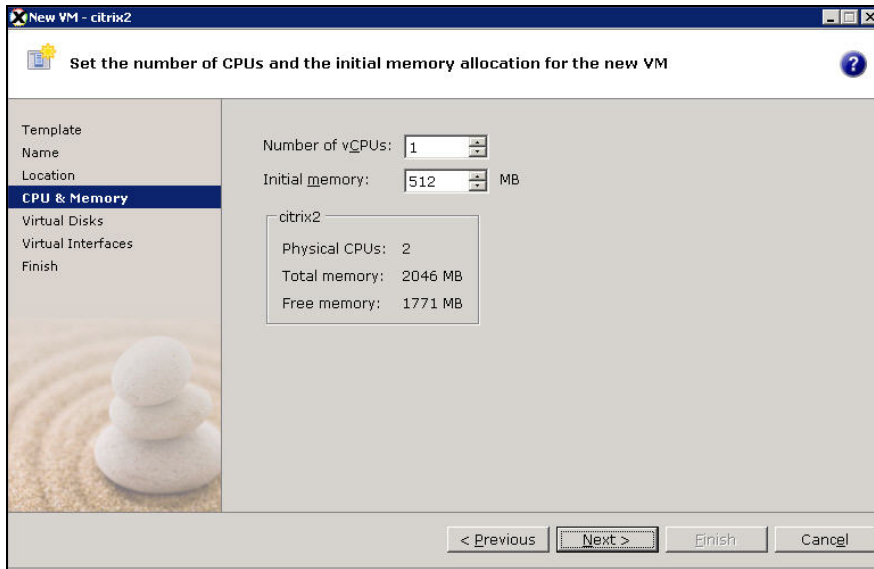 New VM - citrix2
Set the number of CPUs and the initial memory allocation for the new VM
?
Template
Name
Location
CPU & Memory
Virtual Disks
Virtual Interfaces
Finish
Number of vCPUs: 1
Initial memory: 512 MB
citrix2
Physical CPUs: 2
Total memory: 2046 MB
Free memory: 1771 MB
< Previous Next > Finish Cancel